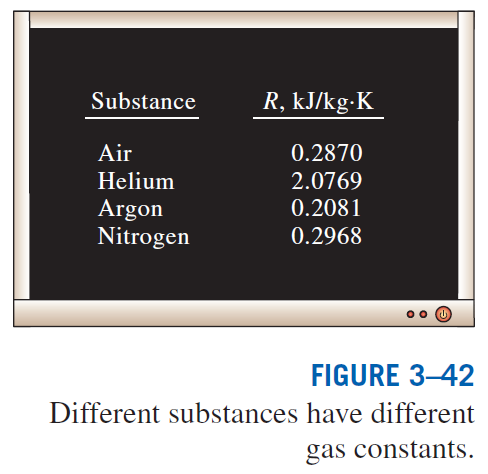 Substance R, kJ/kg·K
Air 0.2870
Helium 2.0769
Argon 0.2081
Nitrogen 0.2968
FIGURE 3–42
Different substances have different
gas constants.